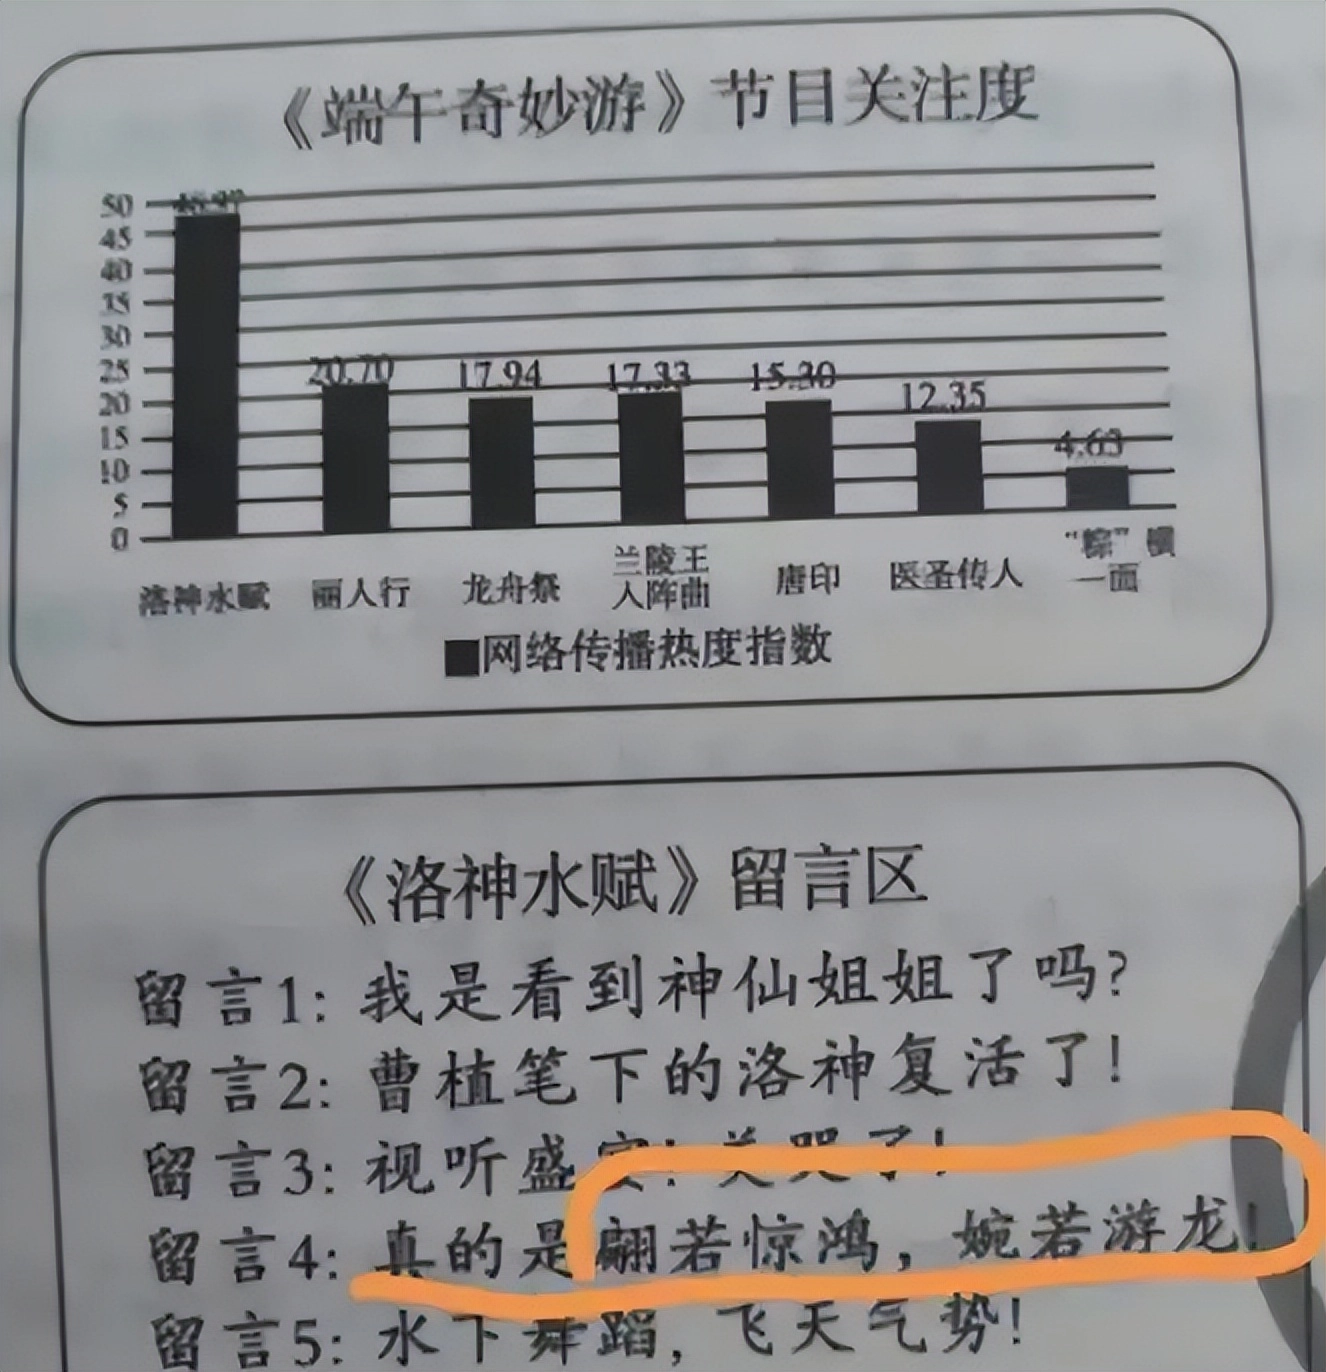 《端午奇妙游》节目关注度
50
45
40
35
30
25
20
15
10
5
0
20.70
17.94
17.33
15.30
12.35
4.63
洛神水赋
丽人行
龙舟祭
兰陵王
入阵曲
唐印
医圣传人
“粽”横
一面
网络传播热度指数
《洛神水赋》留言区
留言1:我是看到神仙姐姐了吗?
留言2:曹植笔下的洛神复活了!
留言3:视听盛宴!美哭了!
留言4:真的是翩若惊鸿，婉若游龙!
留言5:水下舞蹈，飞天气势!